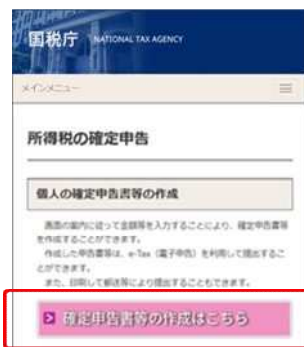 国税庁 NATIONAL TAX AGENCY
メインメニュー
所得税の確定申告
個人の確定申告書等の作成
画面の案内に従って金額等を入力することにより、確定申告書等
を作成することができます。
作成した申告書等は、e-Tax（電子申告）を利用して提出するこ
とができます。
また、印刷して郵送等により提出することもできます。
確定申告書等の作成はこちら